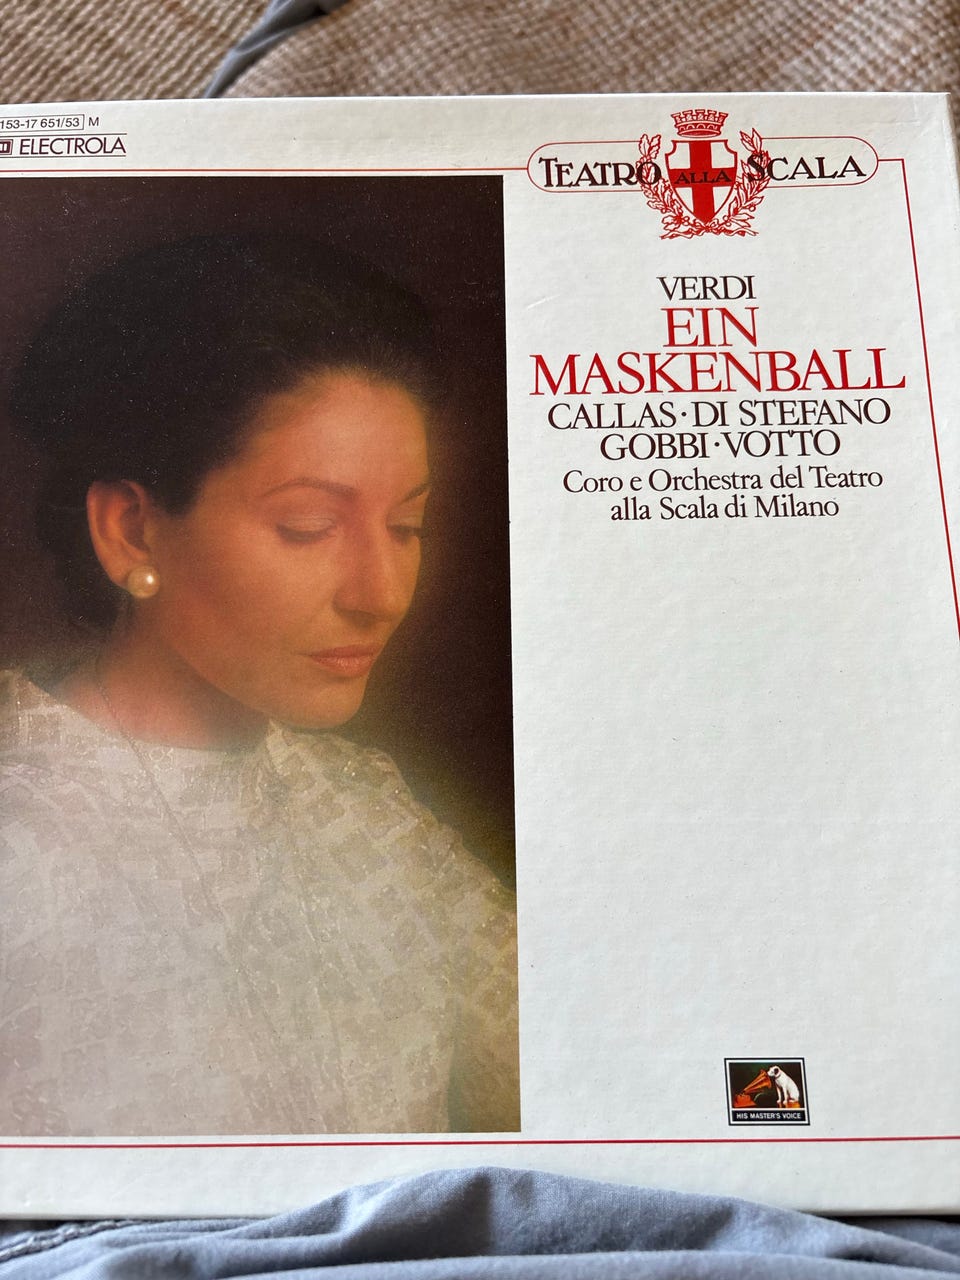 153-17 651/53 M
ELECTROLA
TEATRO ALLA SCALA
VERDI
EIN
MASKENBALL
CALLAS·DI STEFANO
GOBBI·VOTTO
Coro e Orchestra del Teatro
alla Scala di Milano
HIS MASTER'S VOICE